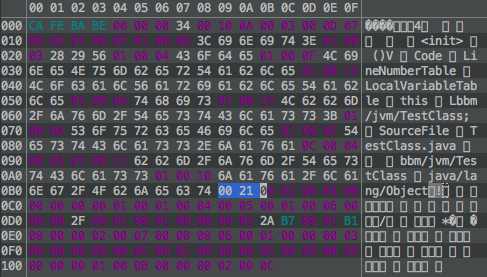 00 01 02 03 04 05 06 07 08 09 0A 0B 0C 0D 0E 0F
000 CA FE BA BE 00 00 00 34 00 10 0A 00 03 00 0D 07 4
010 00 0E 07 00 0F 01 00 06 3C 69 6E 69 74 3E 01 00 <init>
020 03 28 29 56 01 00 04 43 6F 64 65 01 00 0F 4C 69 ()V Code Li
030 6E 65 4E 75 6D 62 65 72 54 61 62 6C 65 01 00 12 neNumberTable
040 4C 6F 63 61 6C 56 61 72 69 61 62 6C 65 54 61 62 LocalVariableTab
050 6C 65 01 00 04 74 68 69 73 01 00 13 4C 62 62 6D le this Lbbm
060 2F 6A 76 6D 2F 54 65 73 74 43 6C 61 73 73 3B 01 /jvm/TestClass;
070 00 0A 53 6F 75 72 63 65 46 69 6C 65 01 00 0E 54 SourceFile T
080 65 73 74 43 6C 61 73 73 2E 6A 61 76 61 0C 00 04 estClass.java
090 00 05 01 00 11 62 62 6D 2F 6A 76 6D 2F 54 65 73 bbm/jvm/Tes
0A0 74 43 6C 61 73 73 01 00 10 6A 61 76 61 2F 6C 61 tClass java/la
0B0 6E 67 2F 4F 62 6A 65 63 74 00 21 00 02 00 03 00 ng/Object !
0C0 00 00 00 00 01 00 01 00 04 00 05 00 01 00 06 00
0D0 00 00 2F 00 01 00 01 00 00 00 05 2A B7 00 01 B1 / *
0E0 00 00 00 02 00 07 00 00 00 06 00 01 00 00 00 03
0F0 00 08 00 00 00 0C 00 01 00 00 00 05 00 09 00 0A
100 00 00 00 01 00 0B 00 00 00 02 00 0C